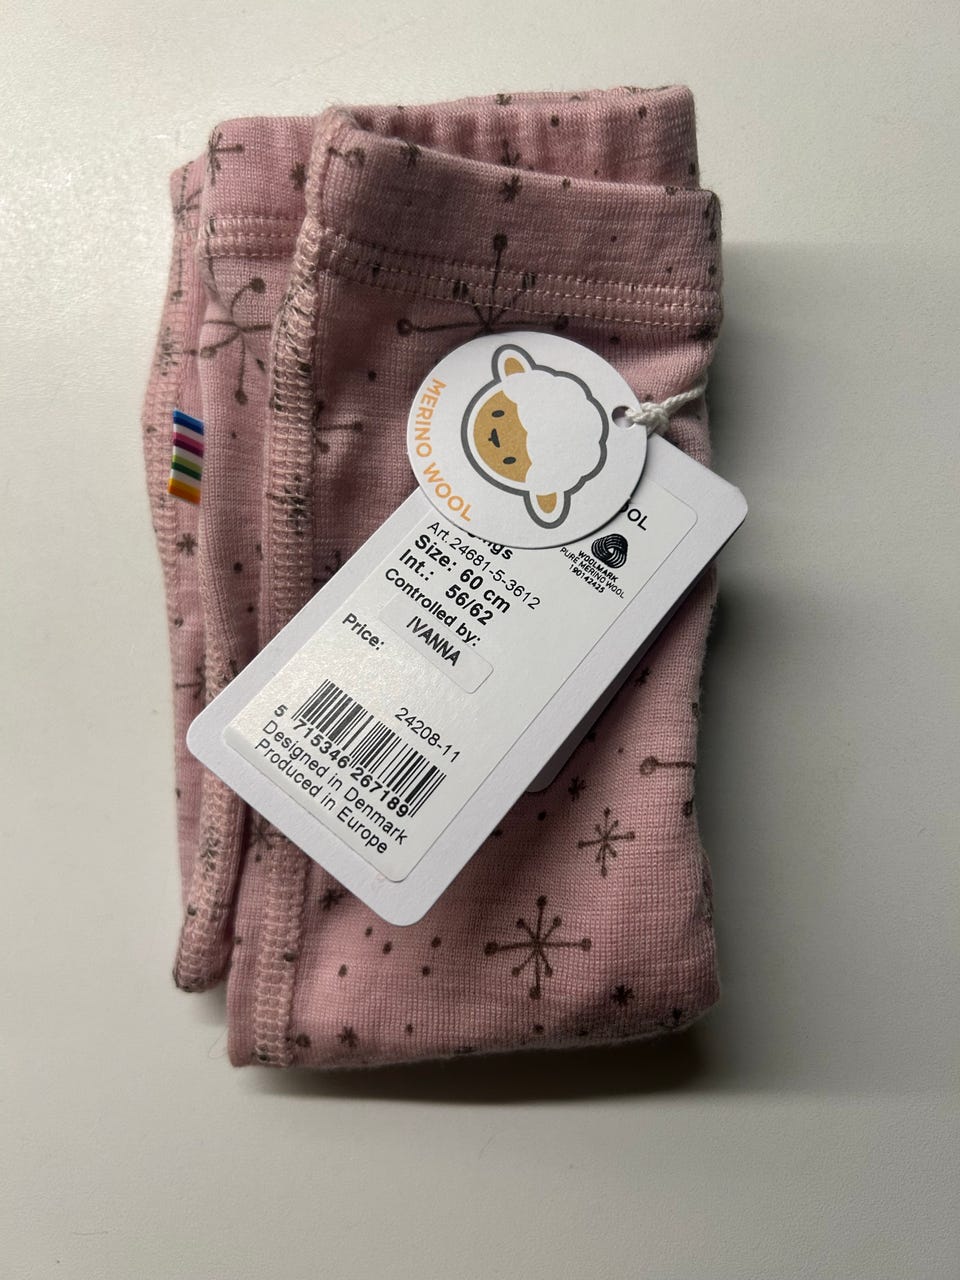 MERINO WOOL
Art. 24681-5-3612
Size: 60 cm
Int.: 56/62
Controlled by:
IVANNA
Price:
WOOLMARK
PURE MERINO WOOL
190142435
24208-11
5 715346 267189
Designed in Denmark
Produced in Europe